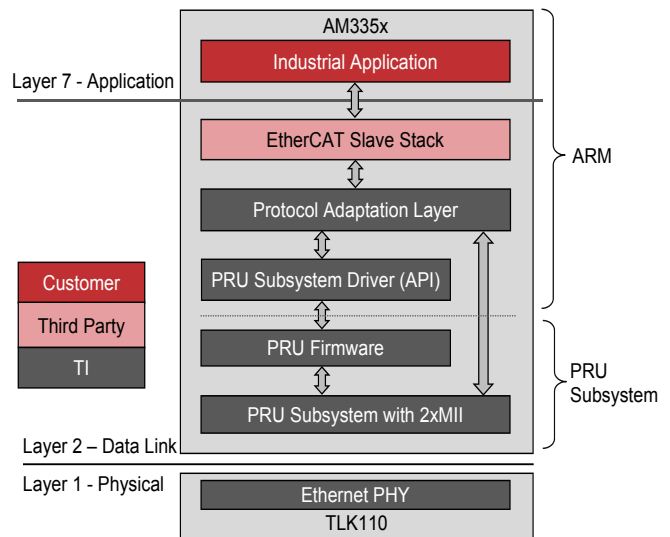 AM335x
Industrial Application
Layer 7 - Application
EtherCAT Slave Stack
ARM
Protocol Adaptation Layer
PRU Subsystem Driver (API)
Customer
Third Party
TI
PRU Firmware
PRU
Subsystem
PRU Subsystem with 2xMII
Layer 2 – Data Link
Layer 1 - Physical
Ethernet PHY
TLK110